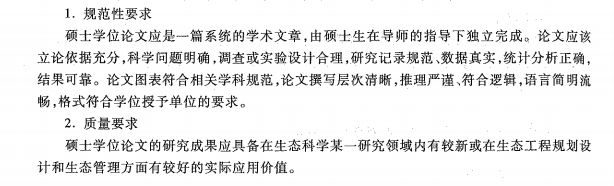 1. 规范性要求
硕士学位论文应是一篇系统的学术文章,由硕士生在导师的指导下独立完成。论文应该
立论依据充分,科学问题明确,调查或实验设计合理,研究记录规范、数据真实,统计分析正确,
结果可靠。论文图表符合相关学科规范,论文撰写层次清晰,推理严谨、符合逻辑,语言简明流
畅,格式符合学位授予单位的要求。
2. 质量要求
硕士学位论文的研究成果应具备在生态科学某一研究领域内有较新或在生态工程规划设
计和生态管理方面有较好的实际应用价值。